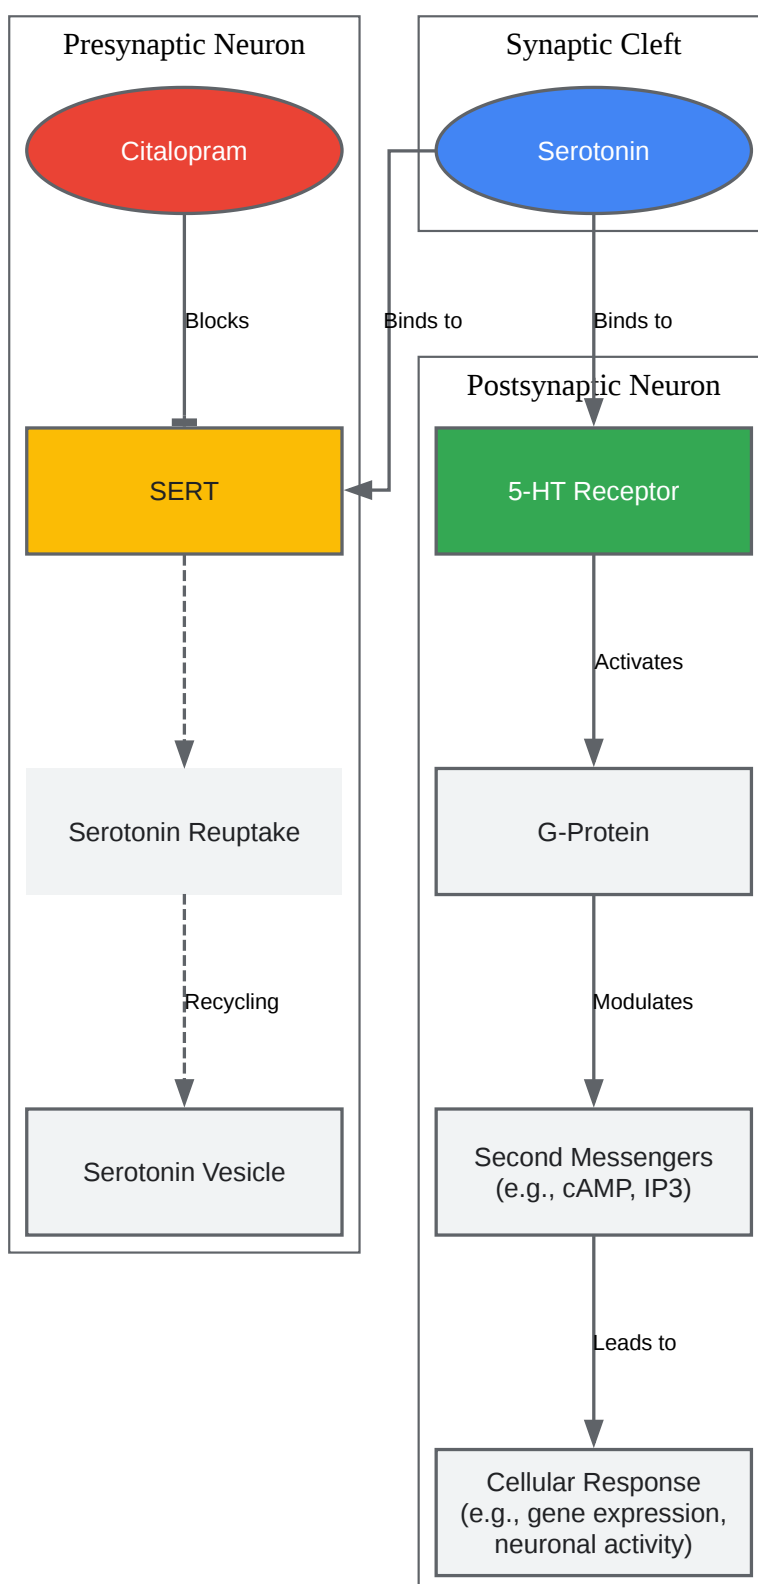 Presynaptic Neuron
Synaptic Cleft
Citalopram
Serotonin
Blocks
Binds to
Binds to
Postsynaptic Neuron
SERT
5-HT Receptor
Activates
Serotonin Reuptake
G-Protein
Recycling
Modulates
Serotonin Vesicle
Second Messengers
(e.g., cAMP, IP3)
Leads to
Cellular Response
(e.g., gene expression,
neuronal activity)